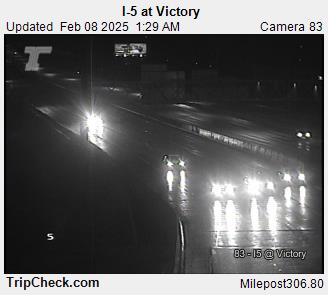 I-5 at Victory
Updated Feb 08 2025 1:29 AM Camera 83
T
S
83 - I5 @ Victory
TripCheck.com Milepost306.80